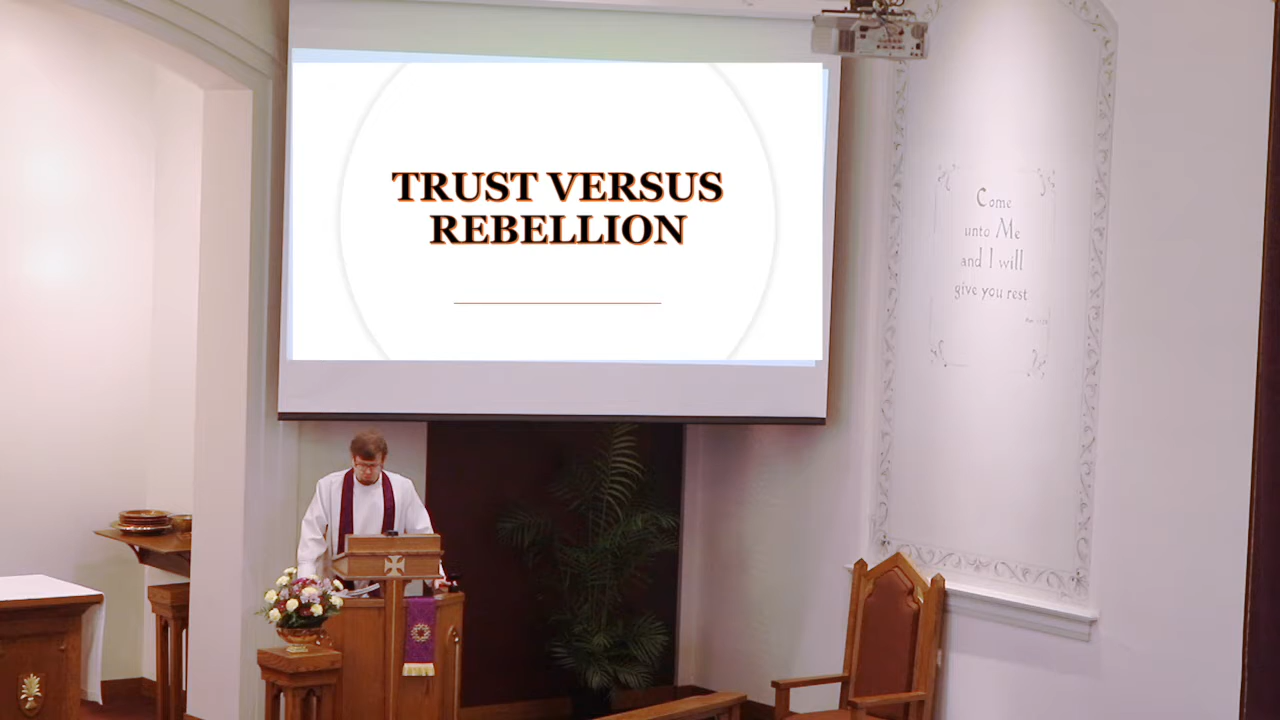 TRUST VERSUS
REBELLION
Come
unto Me
and I will
give you rest